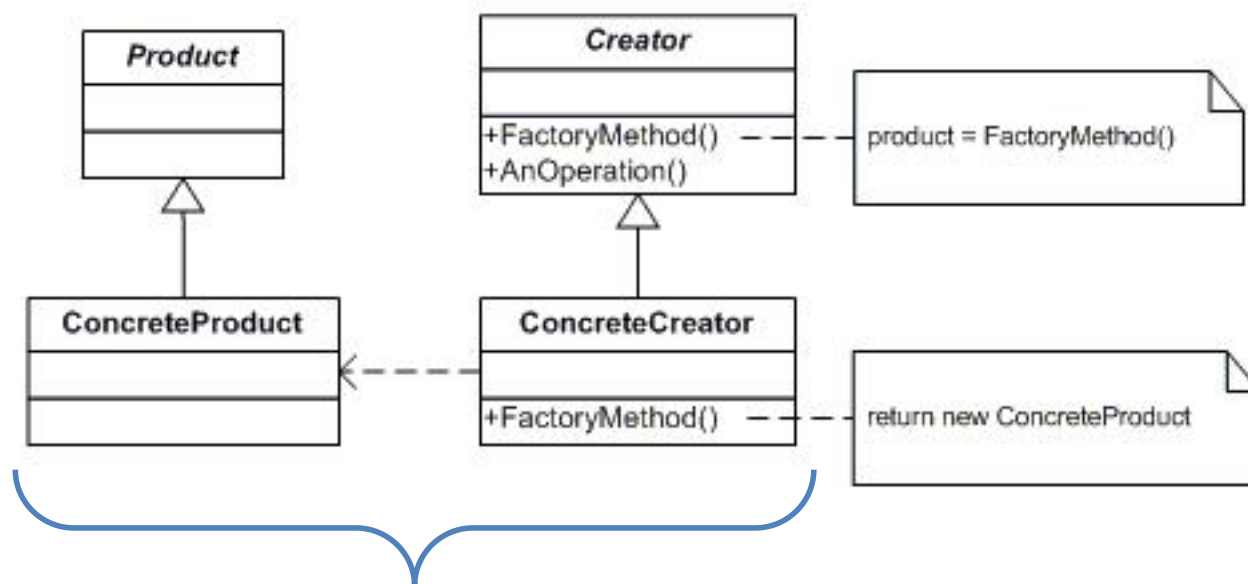 Product
Creator
+FactoryMethod()
+AnOperation()
product = FactoryMethod()
ConcreteProduct
ConcreteCreator
+FactoryMethod()
return new ConcreteProduct